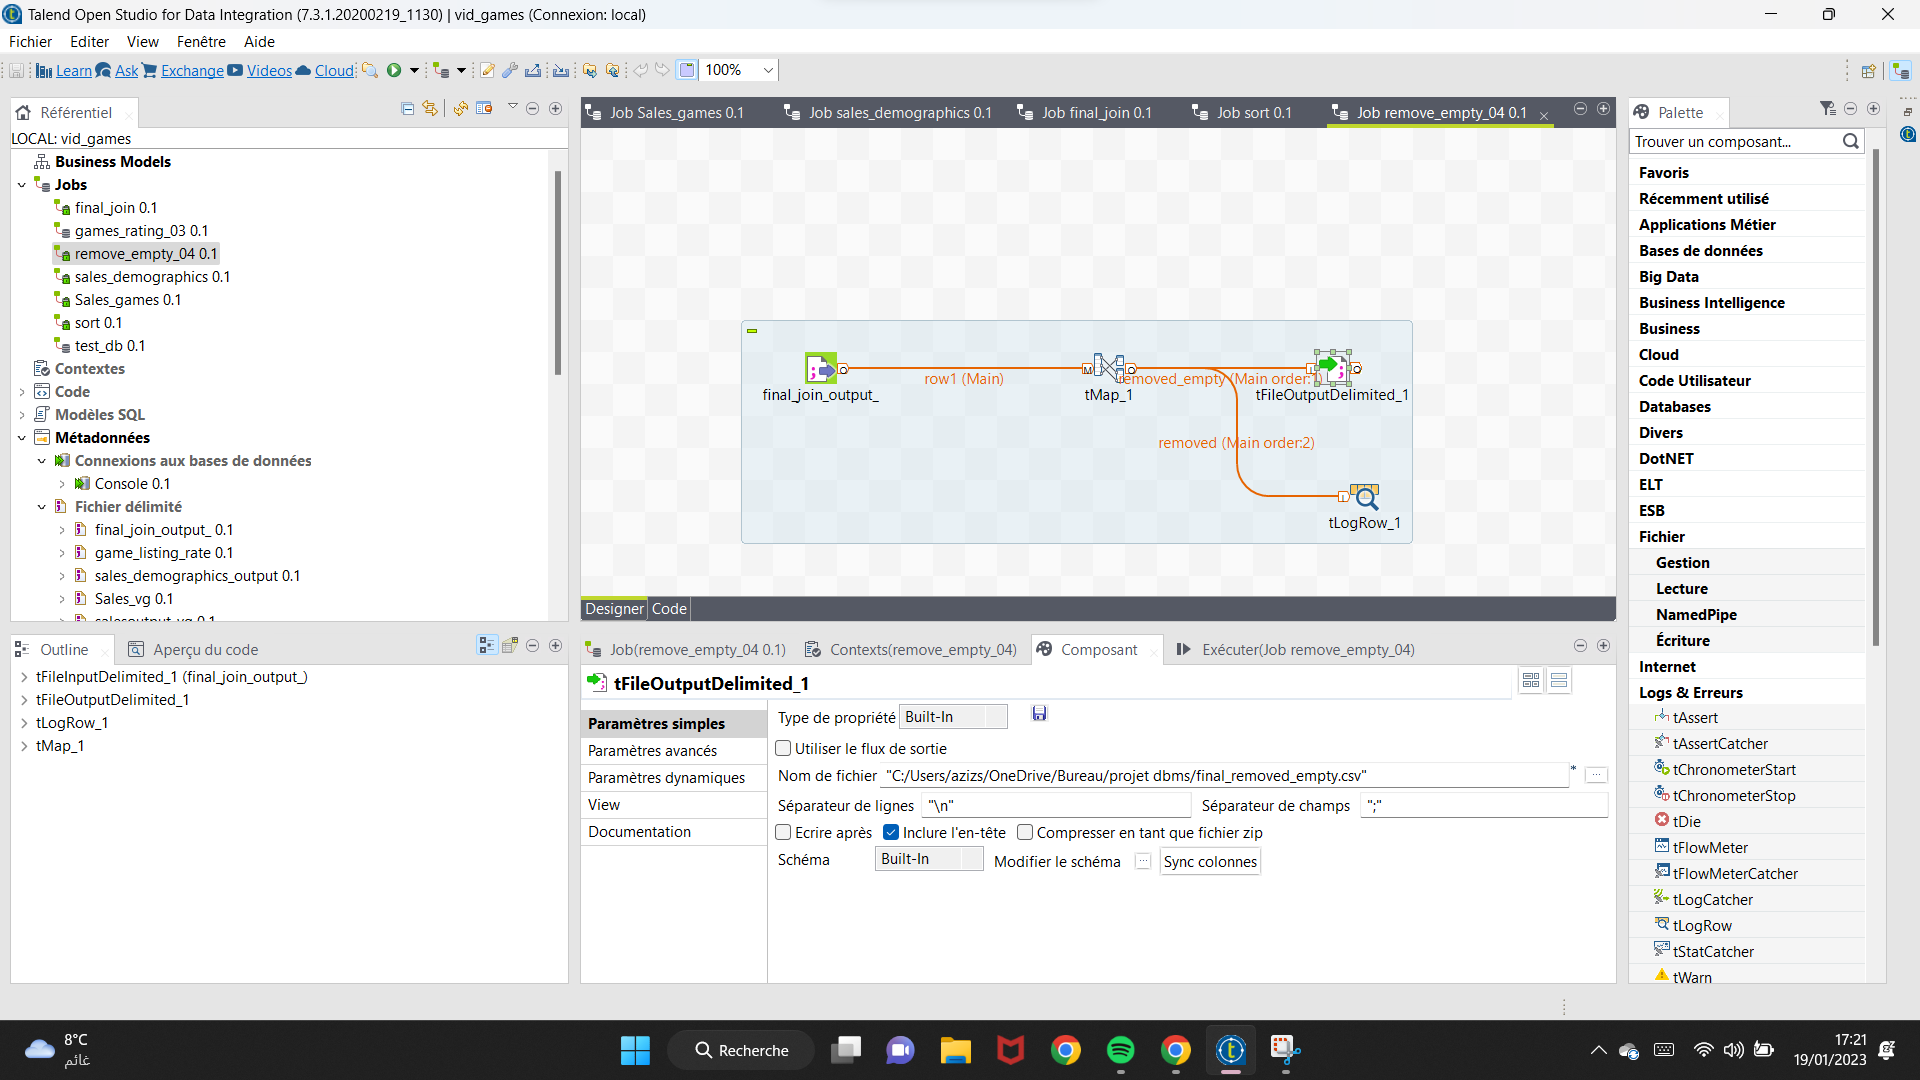 Talend Open Studio for Data Integration (7.3.1.20200219_1130) | vid_games (Connexion: local)
Fichier Editer View Fenêtre Aide
Learn Ask Exchange Videos Cloud 100%
Référentiel
LOCAL: vid_games
Business Models
Jobs
final_join 0.1
games_rating_03 0.1
remove_empty_04 0.1
sales_demographics 0.1
Sales_games 0.1
sort 0.1
test_db 0.1
Contextes
Code
Modèles SQL
Métadonnées
Connexions aux bases de données
Console 0.1
Fichier délimité
final_join_output_ 0.1
game_listing_rate 0.1
sales_demographics_output 0.1
Sales_vg 0.1
salesoutput_vg 0.1
Job Sales_games 0.1
Job sales_demographics 0.1
Job final_join 0.1
Job sort 0.1
Job remove_empty_04 0.1
row1 (Main)
removed_empty (Main order:1)
final_join_output_
tMap_1
tFileOutputDelimited_1
removed (Main order:2)
tLogRow_1
Designer Code
Palette
Trouver un composant...
Favoris
Récemment utilisé
Applications Métier
Bases de données
Big Data
Business Intelligence
Business
Cloud
Code Utilisateur
Databases
Divers
DotNET
ELT
ESB
Fichier
Gestion
Lecture
NamedPipe
Écriture
Internet
Logs & Erreurs
tAssert
tAssertCatcher
tChronometerStart
tChronometerStop
tDie
tFlowMeter
tFlowMeterCatcher
tLogCatcher
tLogRow
tStatCatcher
tWarn
Outline
Aperçu du code
tFileInputDelimited_1 (final_join_output_)
tFileOutputDelimited_1
tLogRow_1
tMap_1
Job(remove_empty_04 0.1)
Contexts(remove_empty_04)
Composant
Exécuter(Job remove_empty_04)
tFileOutputDelimited_1
Paramètres simples
Paramètres avancés
Paramètres dynamiques
View
Documentation
Type de propriété Built-In
Utiliser le flux de sortie
Nom de fichier "C:/Users/azizs/OneDrive/Bureau/projet dbms/final_removed_empty.csv" * ...
Séparateur de lignes "\n" Séparateur de champs ";"
Ecrire après Inclure l'en-tête Compresser en tant que fichier zip
Schéma Built-In Modifier le schéma ... Sync colonnes
8°C
غائم
Recherche
17:21
19/01/2023